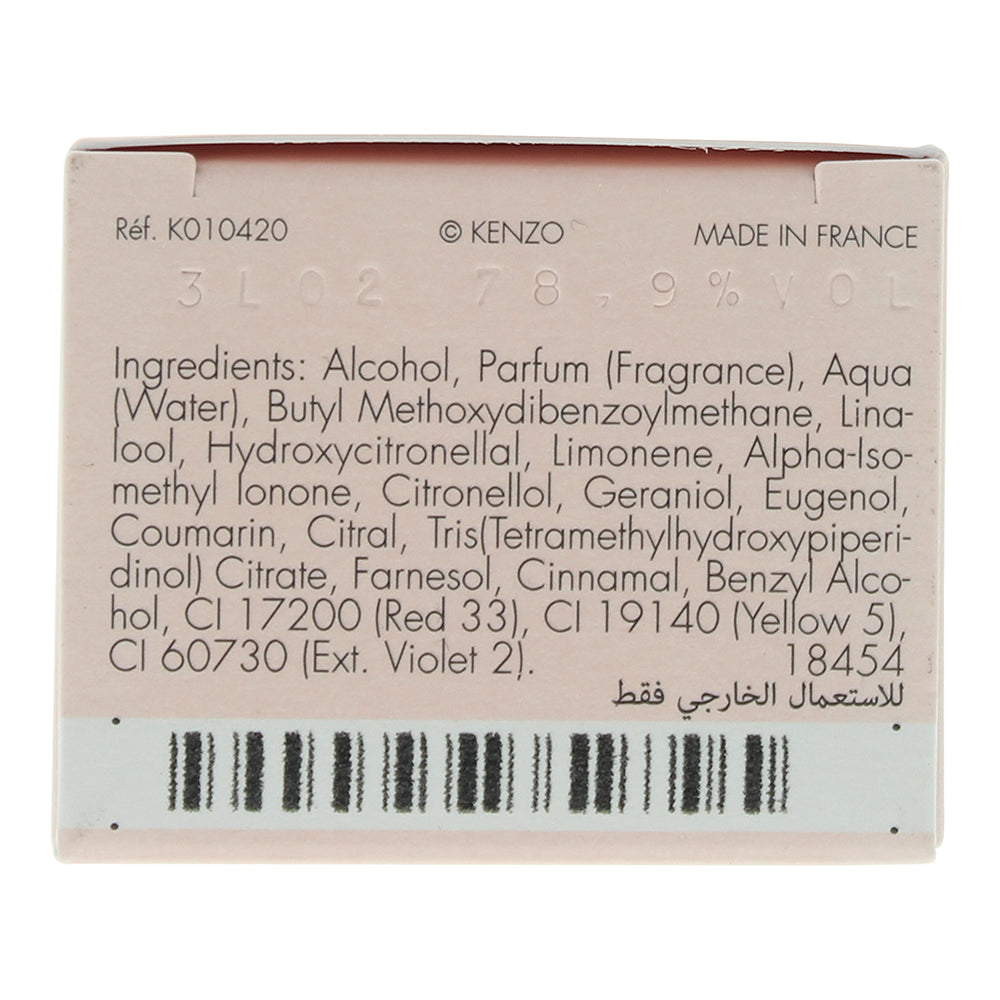 Réf. K010420 © KENZO MADE IN FRANCE
3L02 78,9%VOL
Ingredients: Alcohol, Parfum (Fragrance), Aqua
(Water), Butyl Methoxydibenzoylmethane, Lina-
lool, Hydroxycitronellal, Limonene, Alpha-Iso-
methyl Ionone, Citronellol, Geraniol, Eugenol,
Coumarin, Citral, Tris(Tetramethylhydroxypiperi-
dinol) Citrate, Farnesol, Cinnamal, Benzyl Alco-
hol, CI 17200 (Red 33), CI 19140 (Yellow 5),
CI 60730 (Ext. Violet 2). 18454
للاستعمال الخارجي فقط